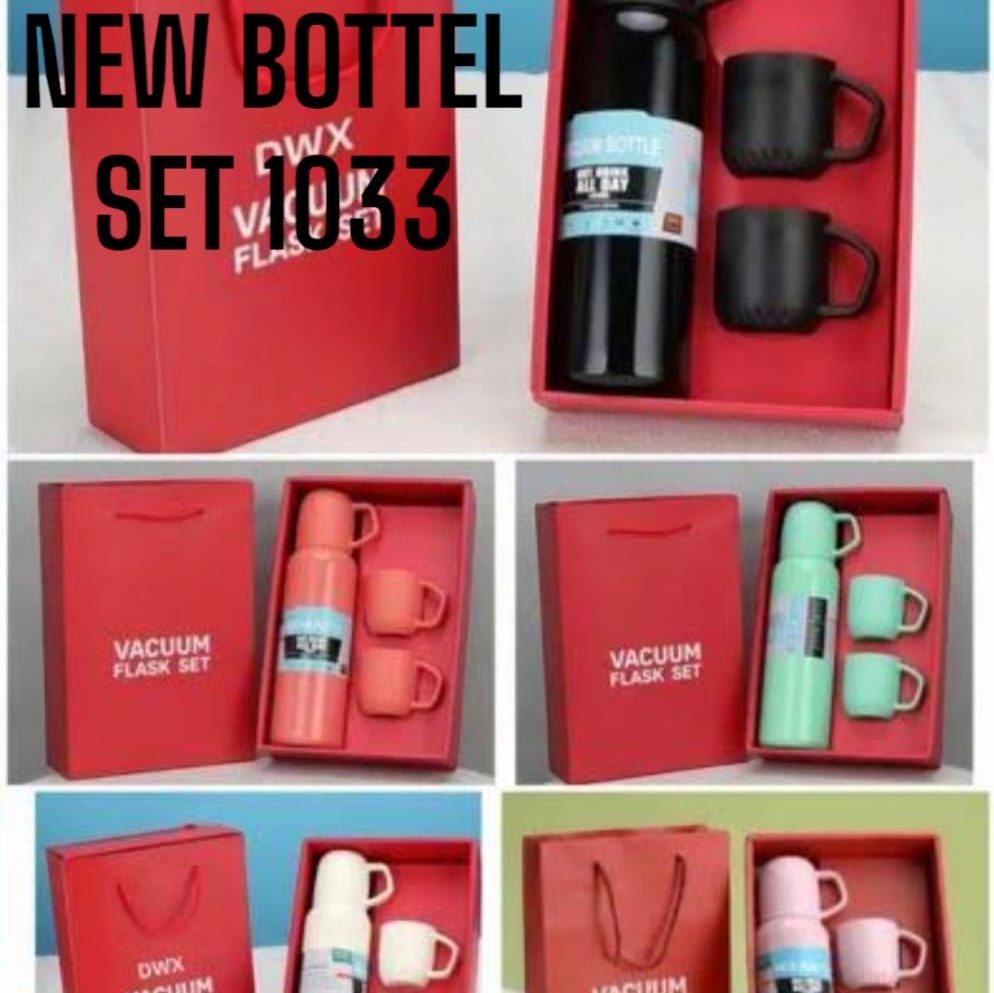 NEW BOTTEL
SET 1033
DWX
VACUUM
FLASK SET
BOTTLE
ALL DAY
VACUUM
FLASK SET
VACUUM
FLASK SET
DWX
VACUUM
VACUUM